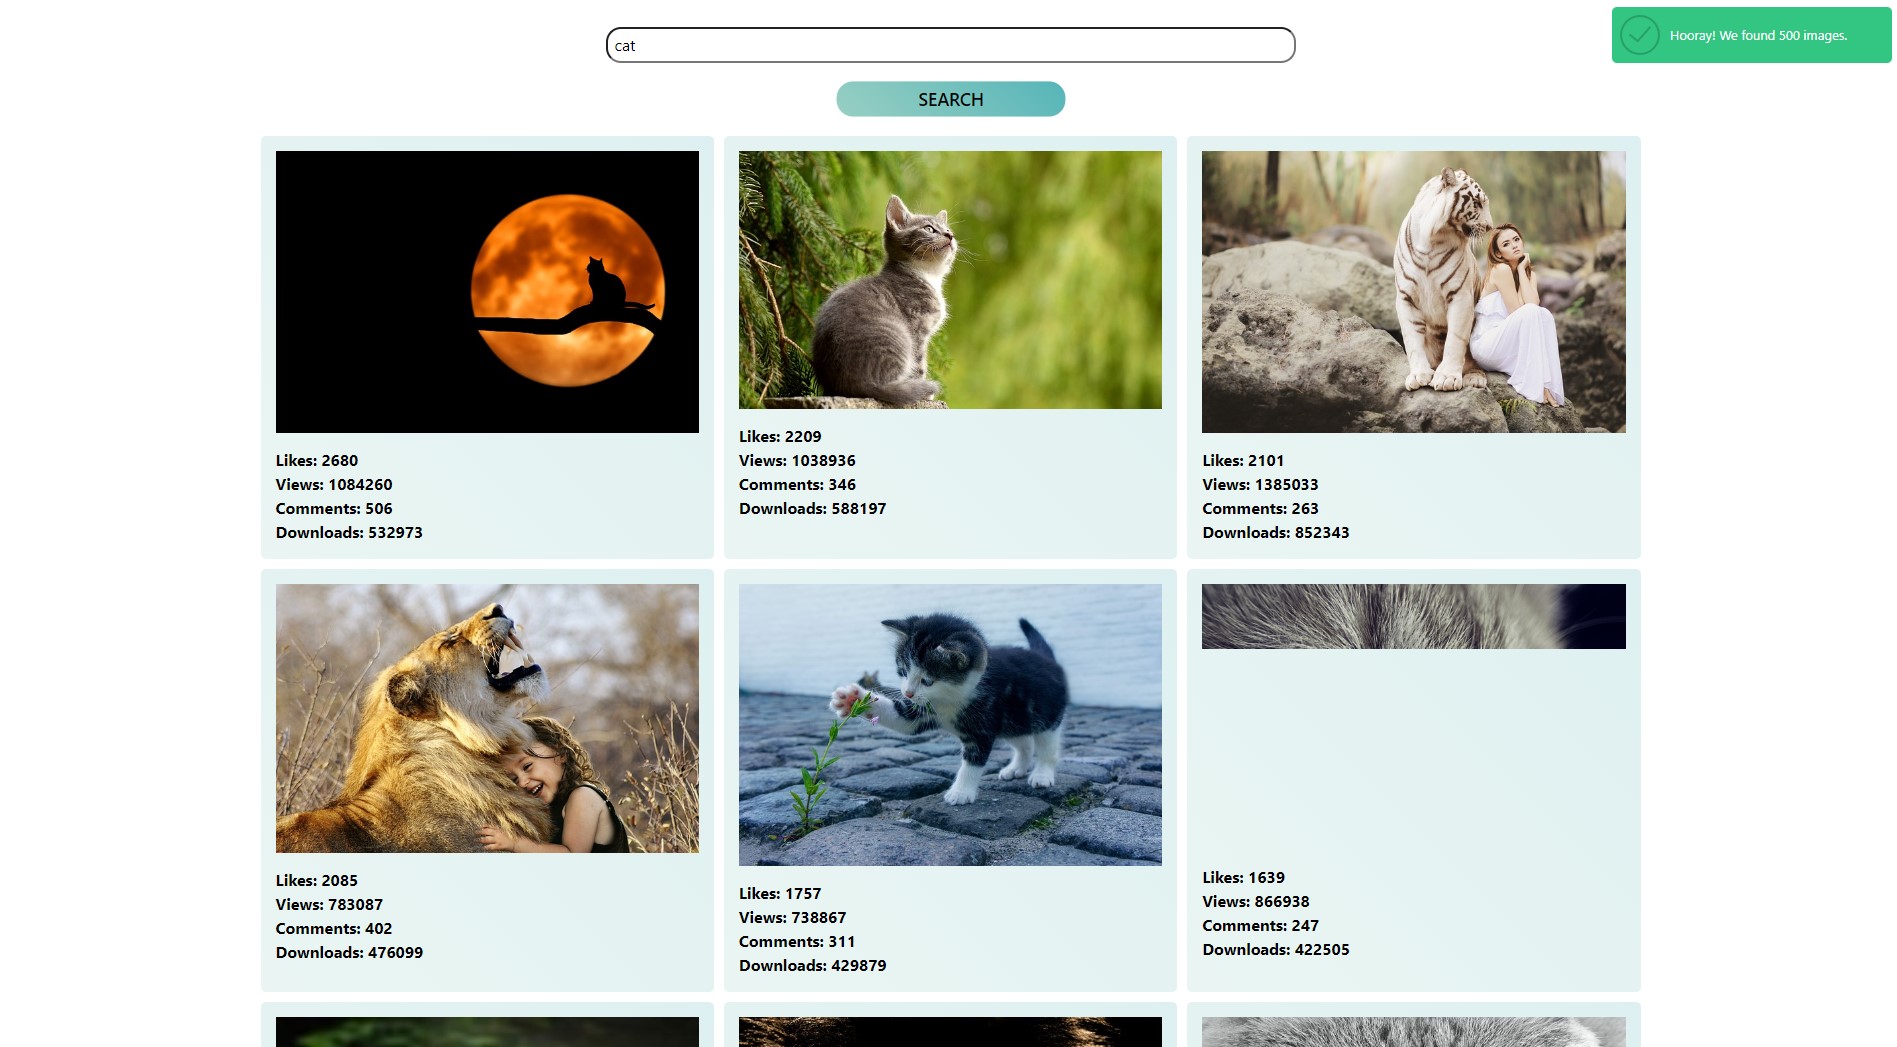 cat
Hooray! We found 500 images.
SEARCH
Likes: 2680
Views: 1084260
Comments: 506
Downloads: 532973
Likes: 2209
Views: 1038936
Comments: 346
Downloads: 588197
Likes: 2101
Views: 1385033
Comments: 263
Downloads: 852343
Likes: 2085
Views: 783087
Comments: 402
Downloads: 476099
Likes: 1757
Views: 738867
Comments: 311
Downloads: 429879
Likes: 1639
Views: 866938
Comments: 247
Downloads: 422505